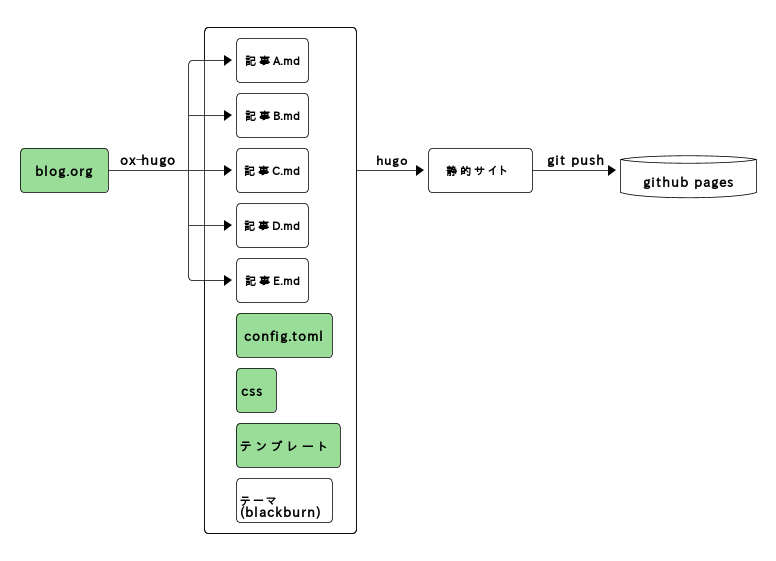 blog.org
ox-hugo
記事A.md
記事B.md
記事C.md
記事D.md
記事E.md
config.toml
css
テンプレート
テーマ
(blackburn)
hugo
静的サイト
git push
github pages